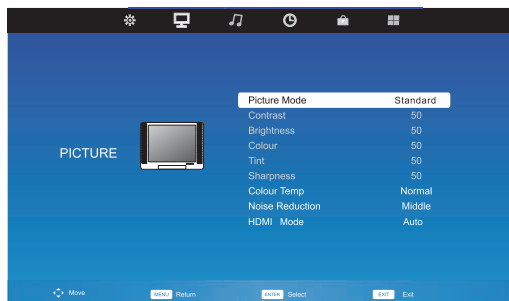 Picture Mode Standard
Contrast 50
Brightness 50
Colour 50
PICTURE
Tint 50
Sharpness 50
Colour Temp Normal
Noise Reduction Middle
HDMI Mode Auto
Move MENU Return ENTER Select EXIT Exit